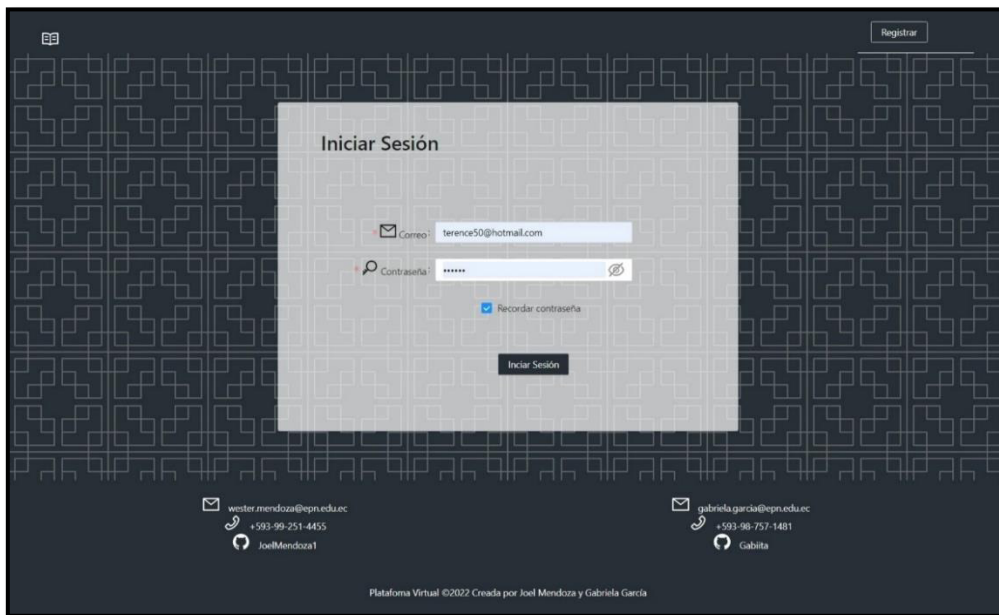 Registrar
Iniciar Sesión
* Correo: terence50@hotmail.com
* Contraseña: ••••••
Recordar contraseña
Inciar Sesión
wester.mendoza@epn.edu.ec
+593-99-251-4455
JoelMendoza1
gabriela.garcia@epn.edu.ec
+593-98-757-1481
Gabiita
Platafoma Virtual ©2022 Creada por Joel Mendoza y Gabriela García